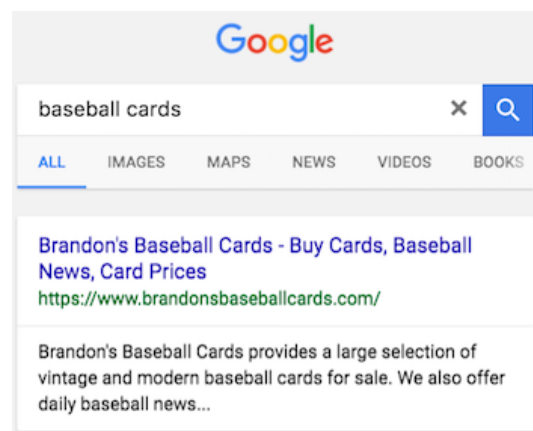 Google
baseball cards
ALL IMAGES MAPS NEWS VIDEOS BOOKS
Brandon's Baseball Cards - Buy Cards, Baseball
News, Card Prices
https://www.brandonsbaseballcards.com/
Brandon's Baseball Cards provides a large selection of
vintage and modern baseball cards for sale. We also offer
daily baseball news...